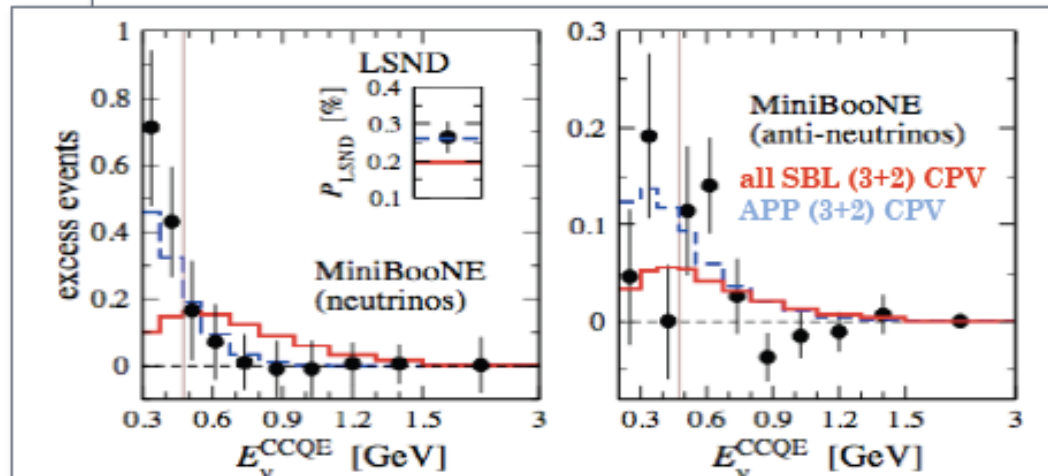 1
0.8
0.6
0.4
0.2
0
excess events
LSND
P_LSND [%]
0.4
0.3
0.2
0.1
MiniBooNE
(neutrinos)
0.3 0.6 0.9 1.2 1.5 3
E_ν^CCQE [GeV]
0.3
0.2
0.1
0
MiniBooNE
(anti-neutrinos)
all SBL (3+2) CPV
APP (3+2) CPV
0.3 0.6 0.9 1.2 1.5 3
E_ν^CCQE [GeV]